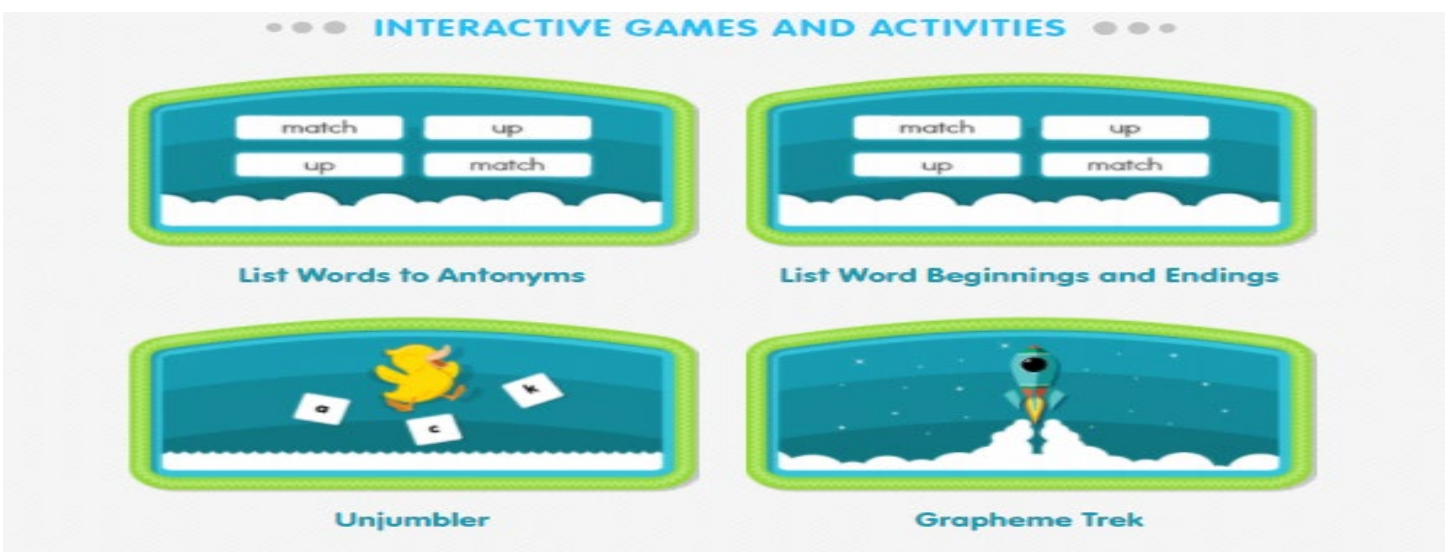 INTERACTIVE GAMES AND ACTIVITIES
match up
up match
List Words to Antonyms
match up
up match
List Word Beginnings and Endings
a
k
c
Unjumbler
Grapheme Trek